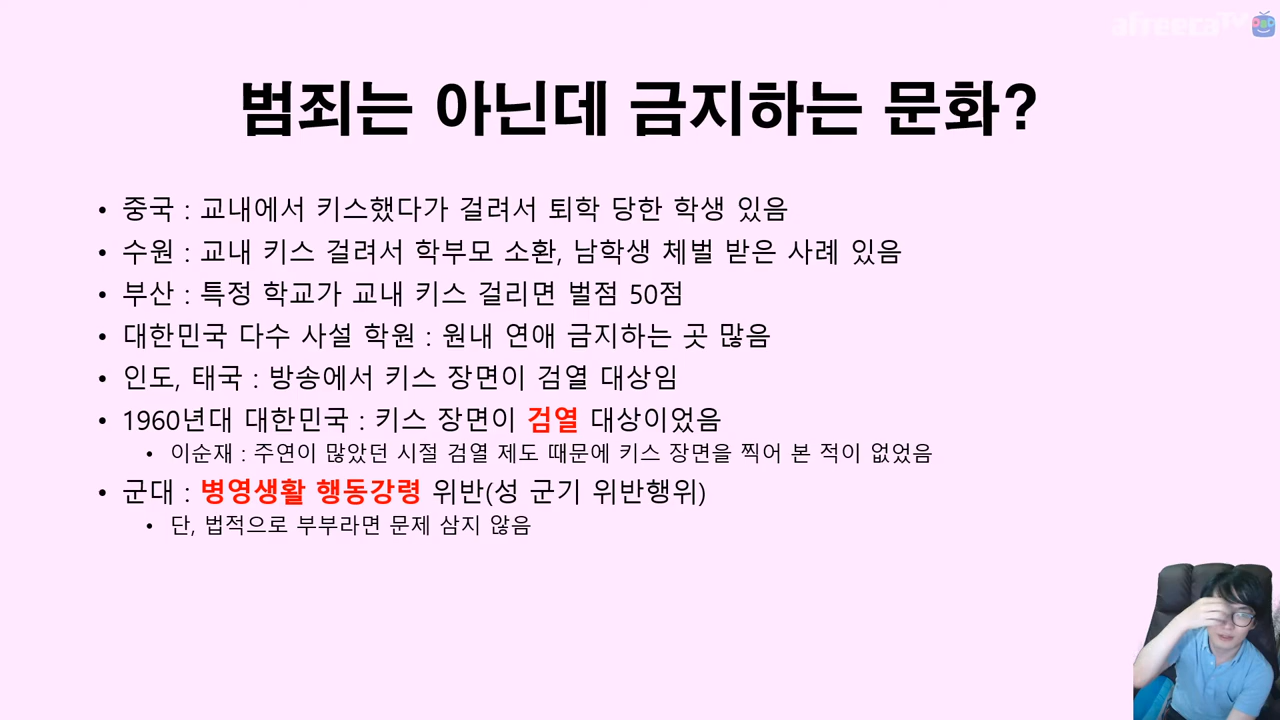 afreecaTV
범죄는 아닌데 금지하는 문화?
• 중국 : 교내에서 키스했다가 걸려서 퇴학 당한 학생 있음
• 수원 : 교내 키스 걸려서 학부모 소환, 남학생 체벌 받은 사례 있음
• 부산 : 특정 학교가 교내 키스 걸리면 벌점 50점
• 대한민국 다수 사설 학원 : 원내 연애 금지하는 곳 많음
• 인도, 태국 : 방송에서 키스 장면이 검열 대상임
• 1960년대 대한민국 : 키스 장면이 검열 대상이었음
• 이순재 : 주연이 많았던 시절 검열 제도 때문에 키스 장면을 찍어 본 적이 없었음
• 군대 : 병영생활 행동강령 위반(성 군기 위반행위)
• 단, 법적으로 부부라면 문제 삼지 않음